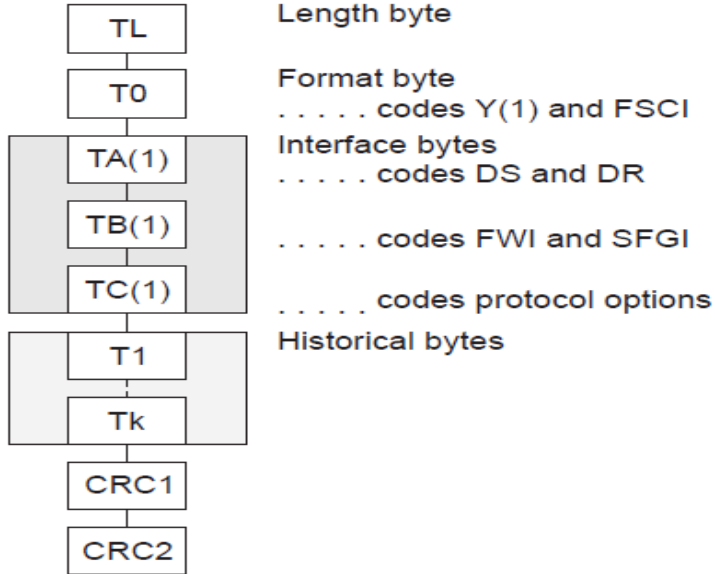 TL Length byte
T0 Format byte
. . . . . codes Y(1) and FSCI
Interface bytes
TA(1) . . . . . codes DS and DR
TB(1) . . . . . codes FWI and SFGI
TC(1) . . . . . codes protocol options
Historical bytes
T1
Tk
CRC1
CRC2